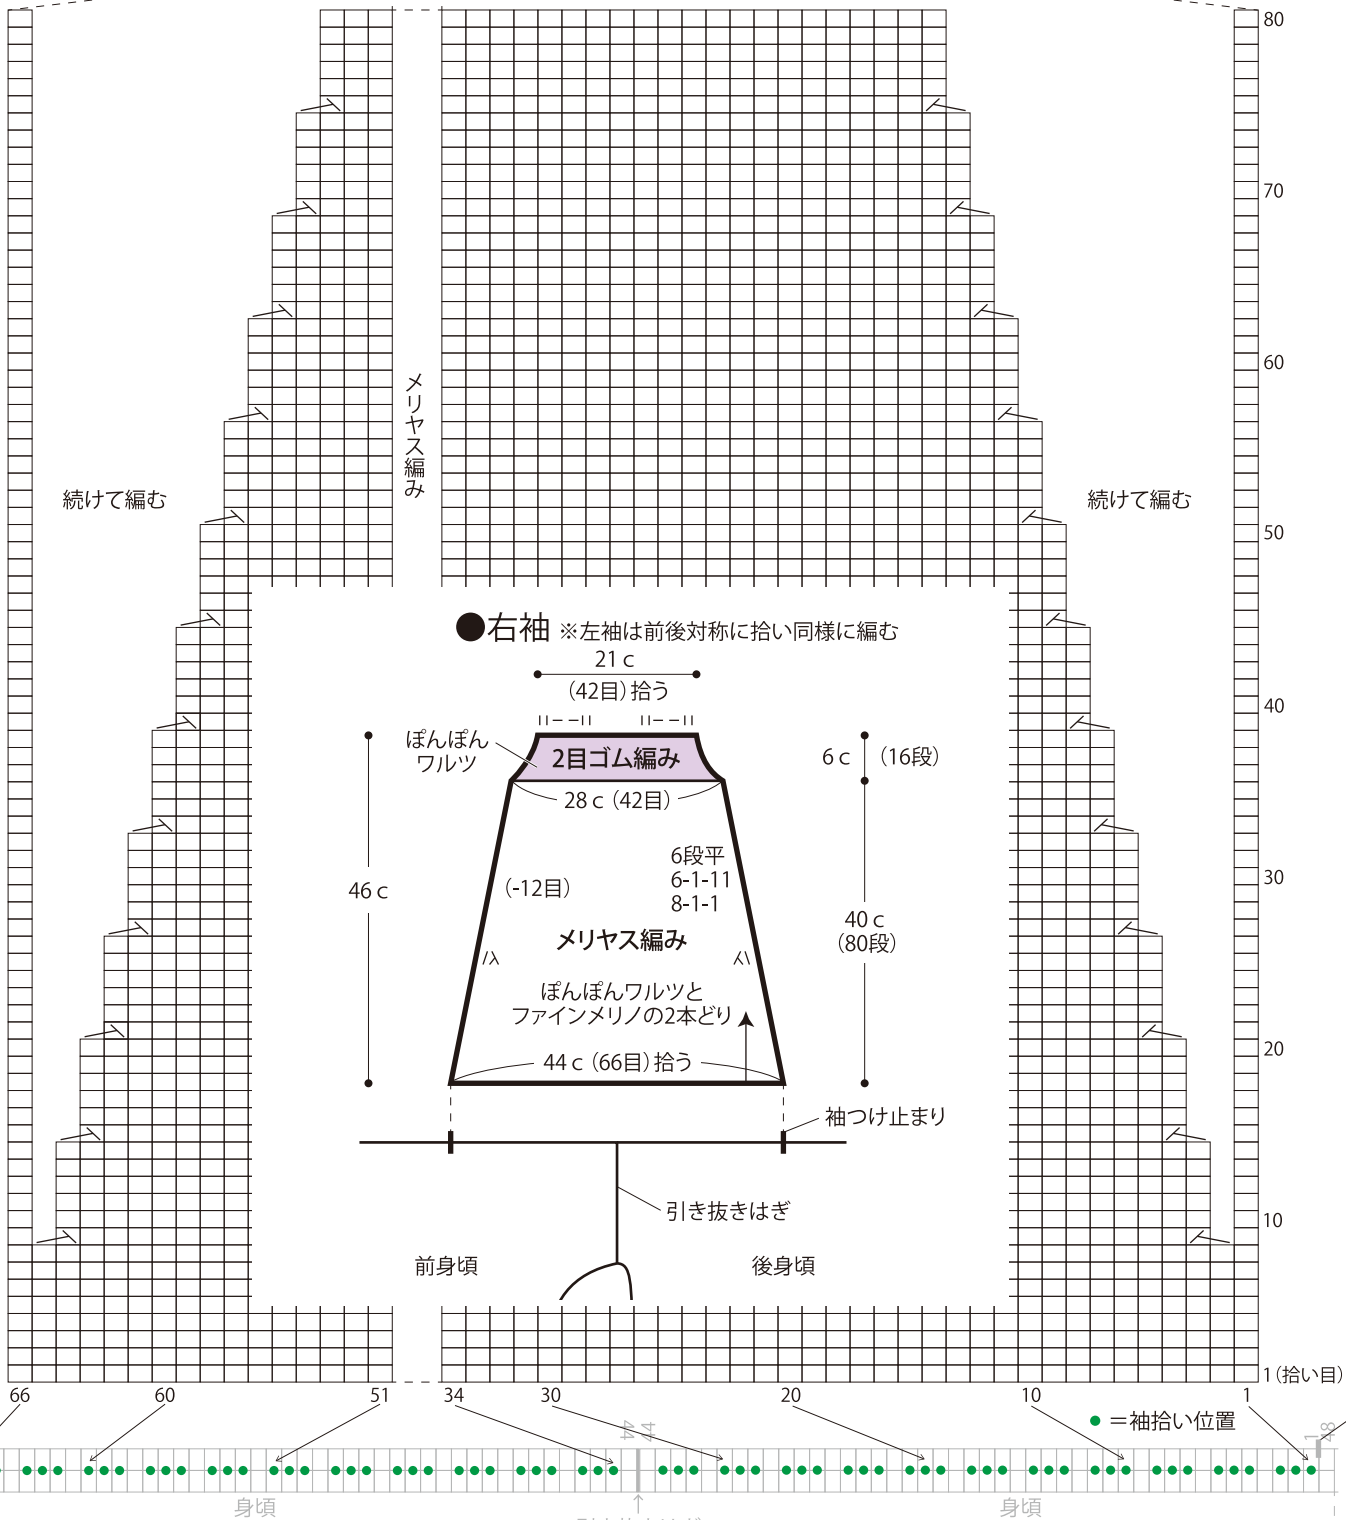 80
70
60
50
40
30
20
10
1(拾い目)
メリヤス編み
続けて編む
続けて編む
●右袖 ※左袖は前後対称に拾い同様に編む
21c
(42目)拾う
ぽんぽん
ワルツ
2目ゴム編み
6c (16段)
28c(42目)
6段平
6-1-11
8-1-1
(-12目)
46c
40c
(80段)
メリヤス編み
ぽんぽんワルツと
ファインメリノの2本どり
44c(66目)拾う
袖つけ止まり
引き抜きはぎ
前身頃
後身頃
66 60 51 34 30 20 10 1
●=袖拾い位置
44
44
1
48
身頃
身頃